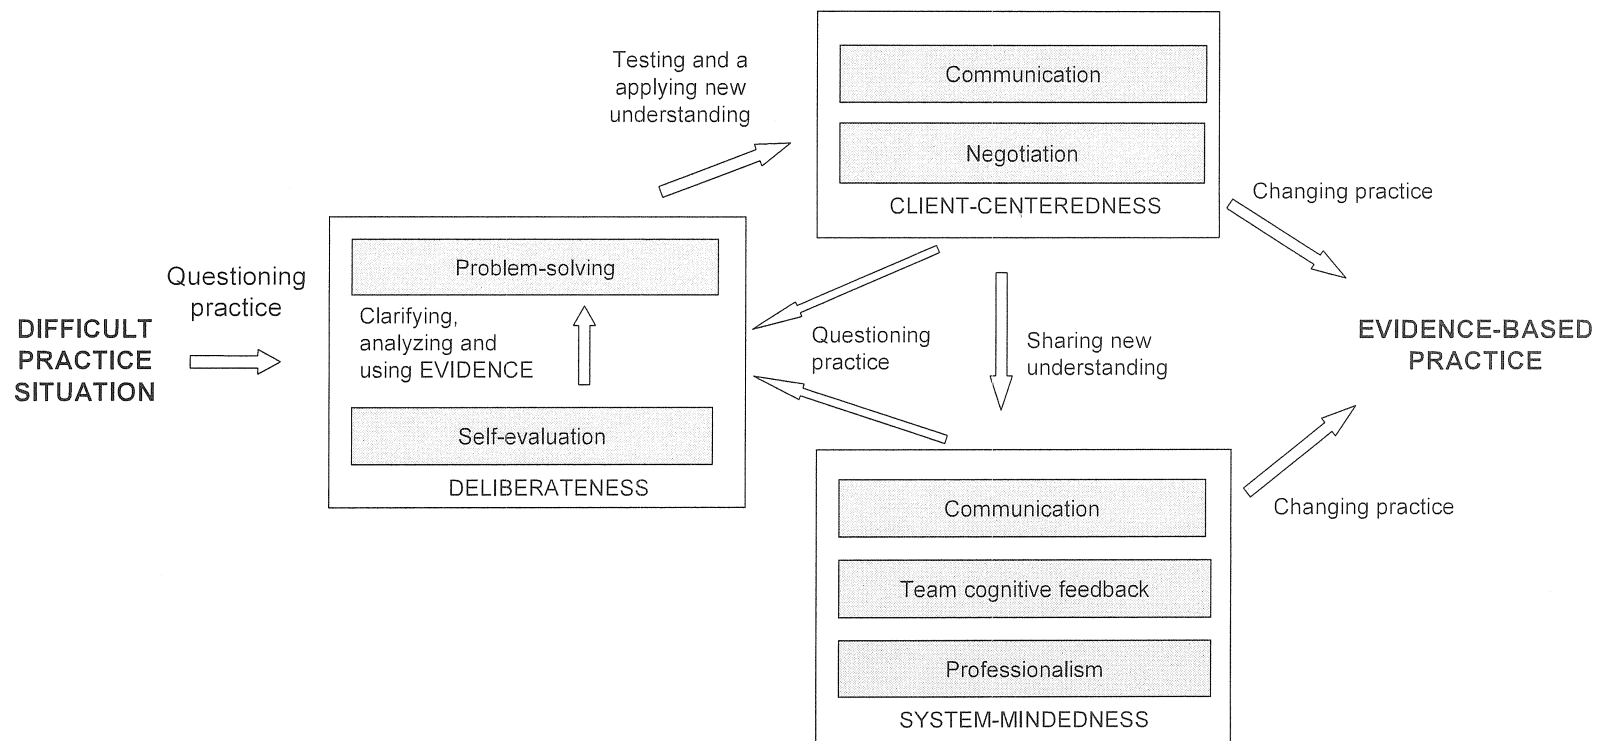 Testing and a
applying new
understanding
Communication
Negotiation
CLIENT-CENTEREDNESS
Changing practice
Questioning
practice
DIFFICULT
PRACTICE
SITUATION
Problem-solving
Clarifying,
analyzing and
using EVIDENCE
Self-evaluation
DELIBERATENESS
Questioning
practice
Sharing new
understanding
EVIDENCE-BASED
PRACTICE
Communication
Team cognitive feedback
Professionalism
SYSTEM-MINDEDNESS
Changing practice